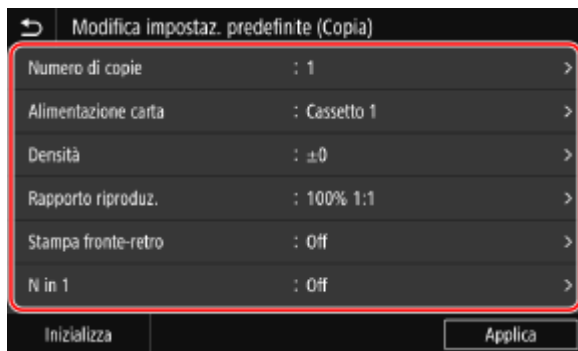 Modifica impostaz. predefinite (Copia)
Numero di copie : 1 >
Alimentazione carta : Cassetto 1 >
Densità : ±0 >
Rapporto riproduz. : 100% 1:1 >
Stampa fronte-retro : Off >
N in 1 : Off >
Inizializza Applica